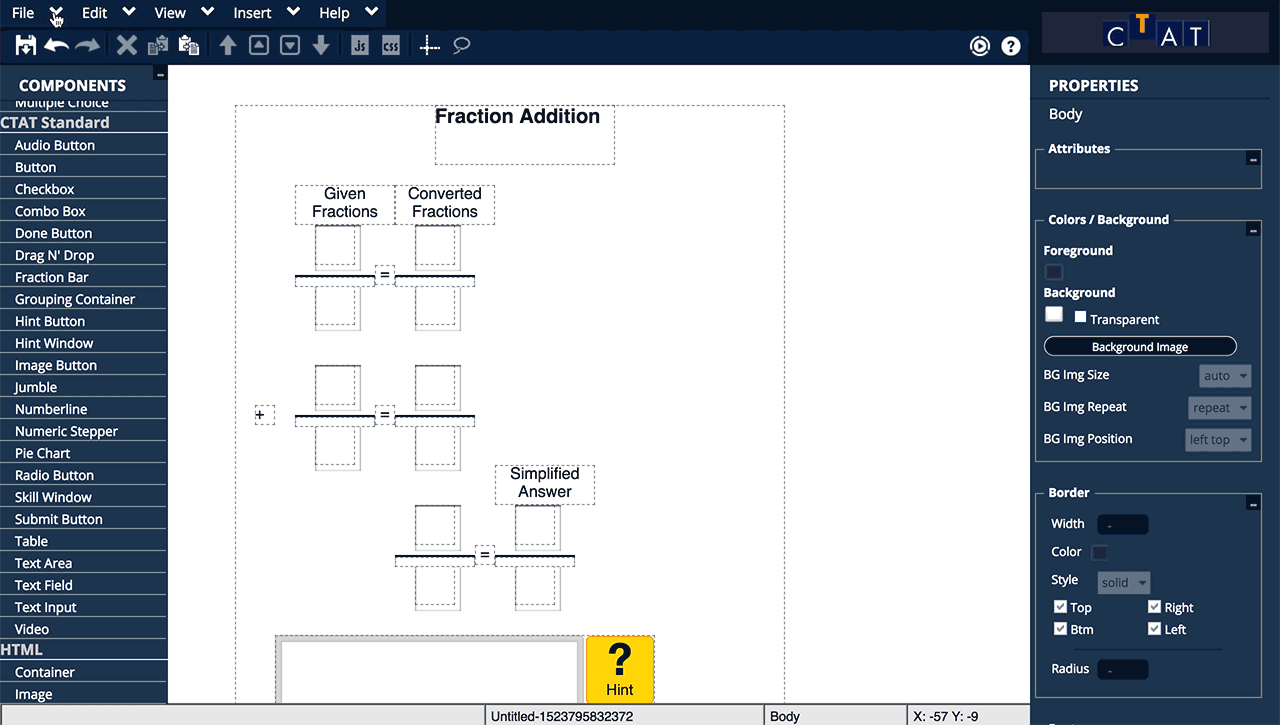 File Edit View Insert Help
js css
?
C T A T
COMPONENTS
Multiple Choice
CTAT Standard
Audio Button
Button
Checkbox
Combo Box
Done Button
Drag N' Drop
Fraction Bar
Grouping Container
Hint Button
Hint Window
Image Button
Jumble
Numberline
Numeric Stepper
Pie Chart
Radio Button
Skill Window
Submit Button
Table
Text Area
Text Field
Text Input
Video
HTML
Container
Image
Fraction Addition
Given
Fractions
Converted
Fractions
=
+
=
Simplified
Answer
=
?
Hint
PROPERTIES
Body
Attributes
Colors / Background
Foreground
Background
Transparent
Background Image
BG Img Size auto
BG Img Repeat repeat
BG Img Position left top
Border
Width -
Color
Style solid
Top Right
Btm Left
Radius -
Untitled-1523795832372 Body X: -57 Y: -9